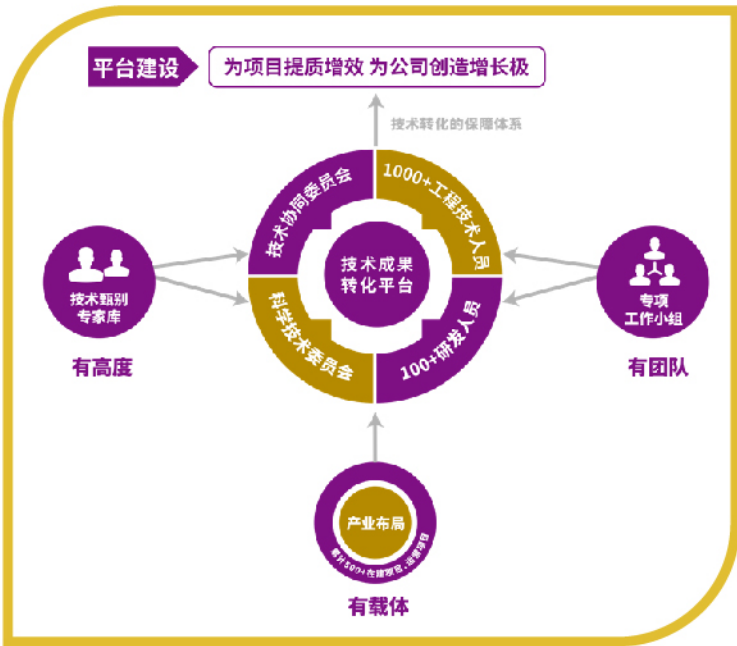 平台建设
为项目提质增效 为公司创造增长极
技术转化的保障体系
技术协同委员会
1000+工程技术人员
技术成果
转化平台
科学技术委员会
100+研发人员
技术甄别
专家库
有高度
专项
工作小组
有团队
产业布局
有载体